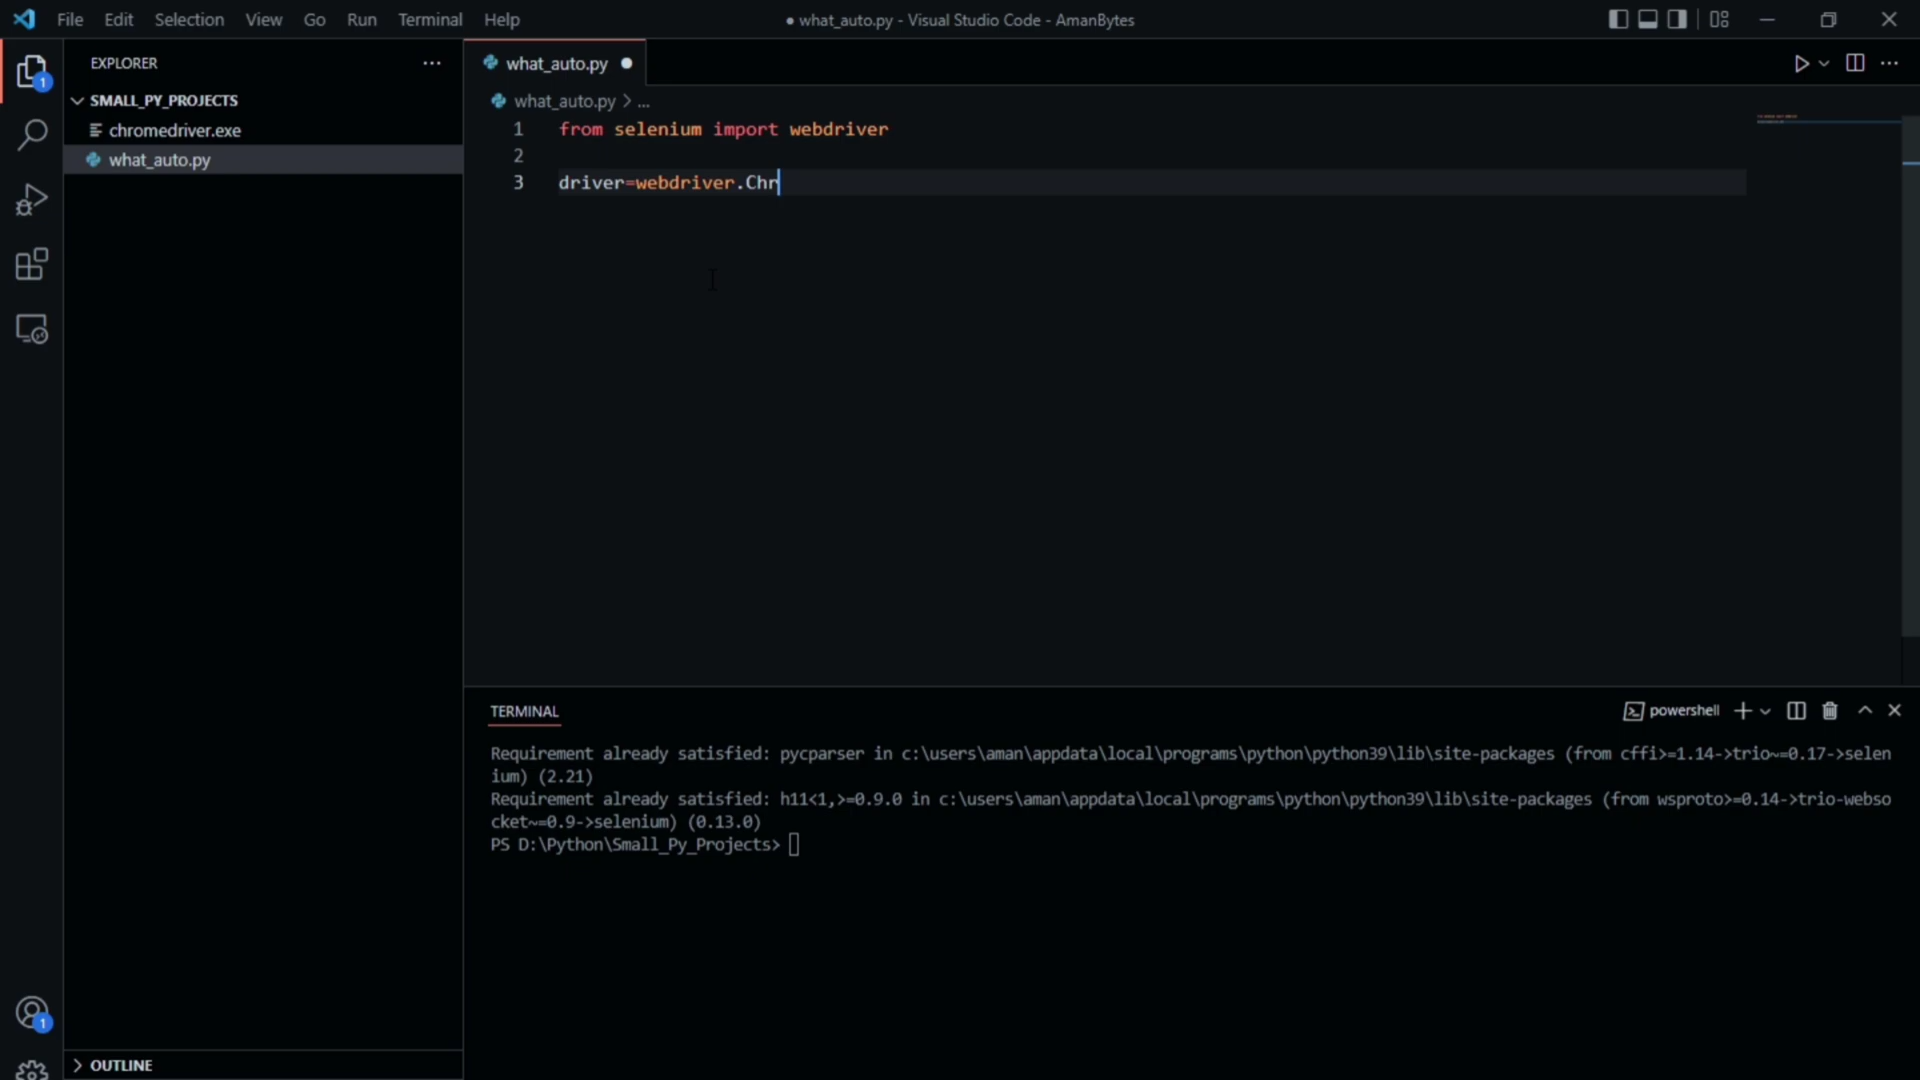 File Edit Selection View Go Run Terminal Help
● what_auto.py - Visual Studio Code - AmanBytes
EXPLORER
SMALL_PY_PROJECTS
chromedriver.exe
what_auto.py
1
1
OUTLINE
what_auto.py
what_auto.py > ...
1 from selenium import webdriver
2
3 driver=webdriver.Chr
TERMINAL
powershell
Requirement already satisfied: pycparser in c:\users\aman\appdata\local\programs\python\python39\lib\site-packages (from cffi>=1.14->trio~=0.17->selen
ium) (2.21)
Requirement already satisfied: h11<1,>=0.9.0 in c:\users\aman\appdata\local\programs\python\python39\lib\site-packages (from wsproto>=0.14->trio-webso
cket~=0.9->selenium) (0.13.0)
PS D:\Python\Small_Py_Projects>